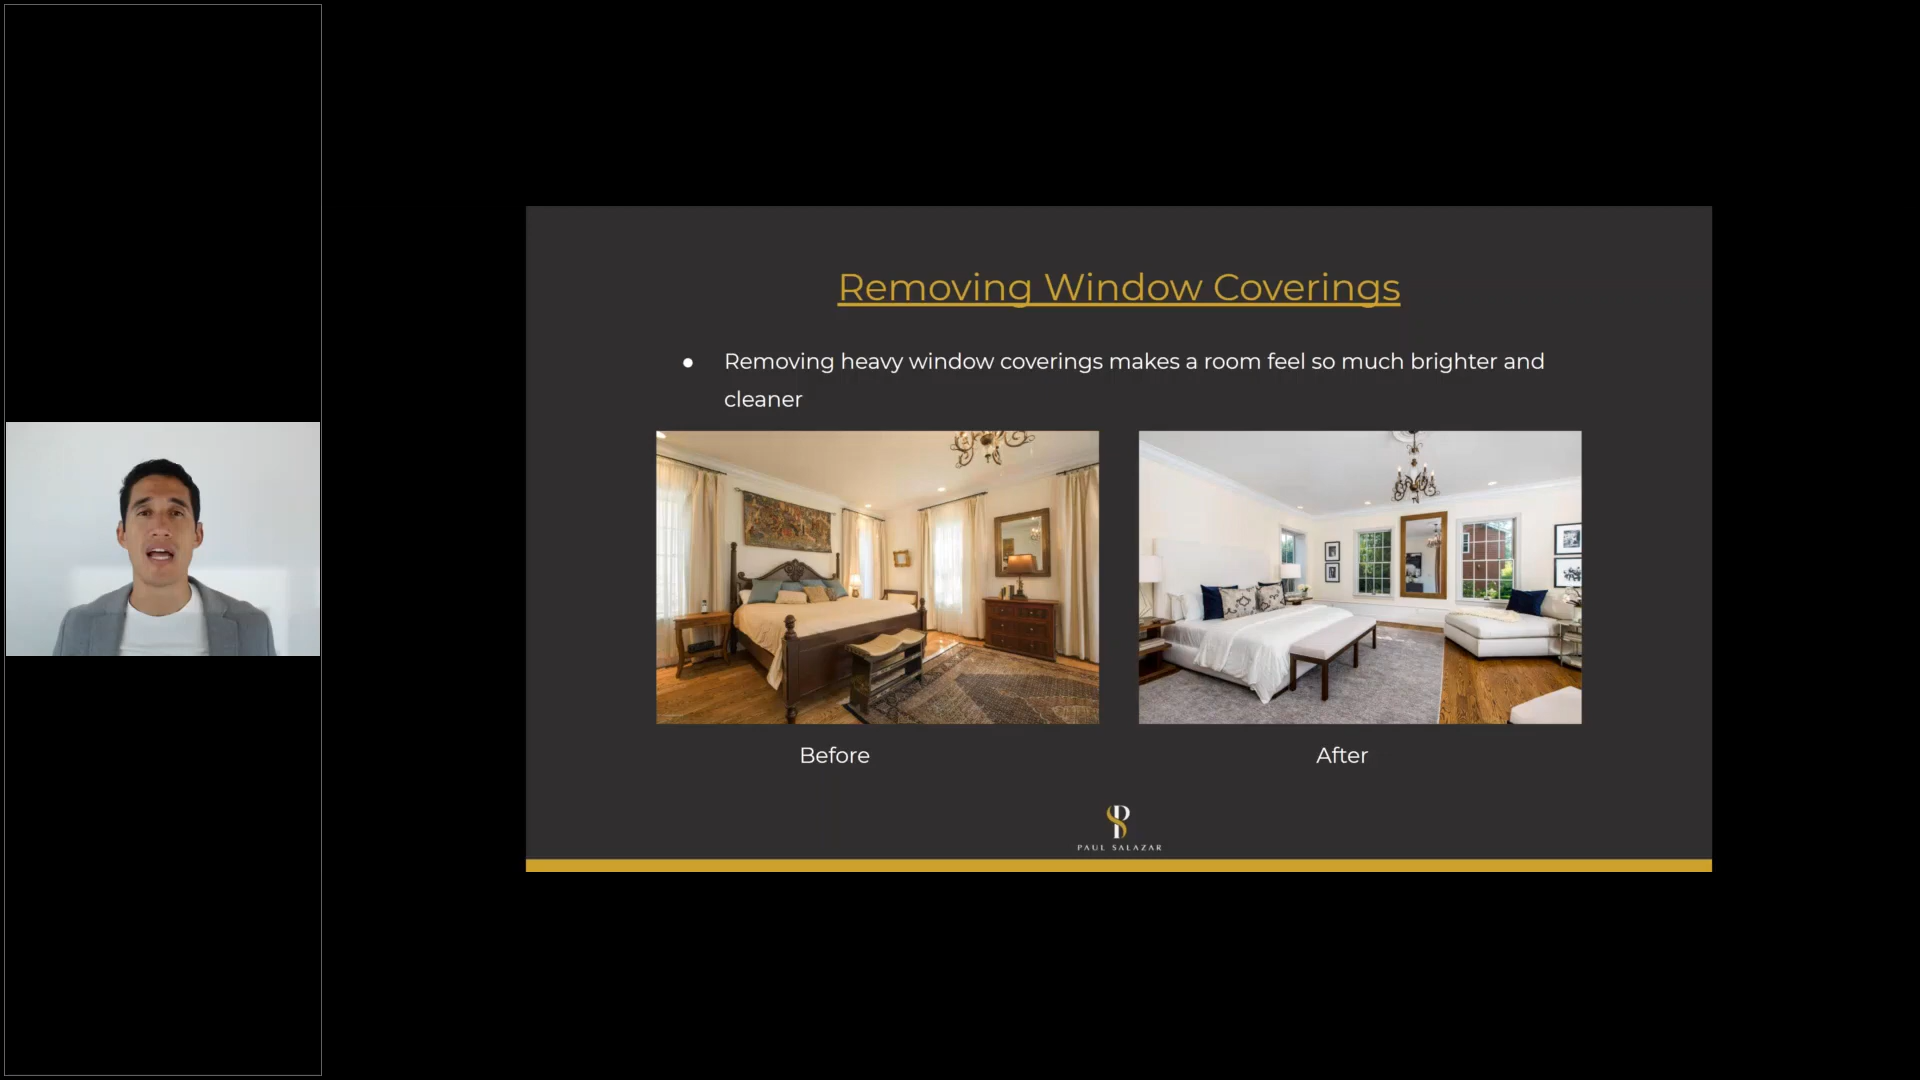 Removing Window Coverings
● Removing heavy window coverings makes a room feel so much brighter and
cleaner
Before
After
PAUL SALAZAR